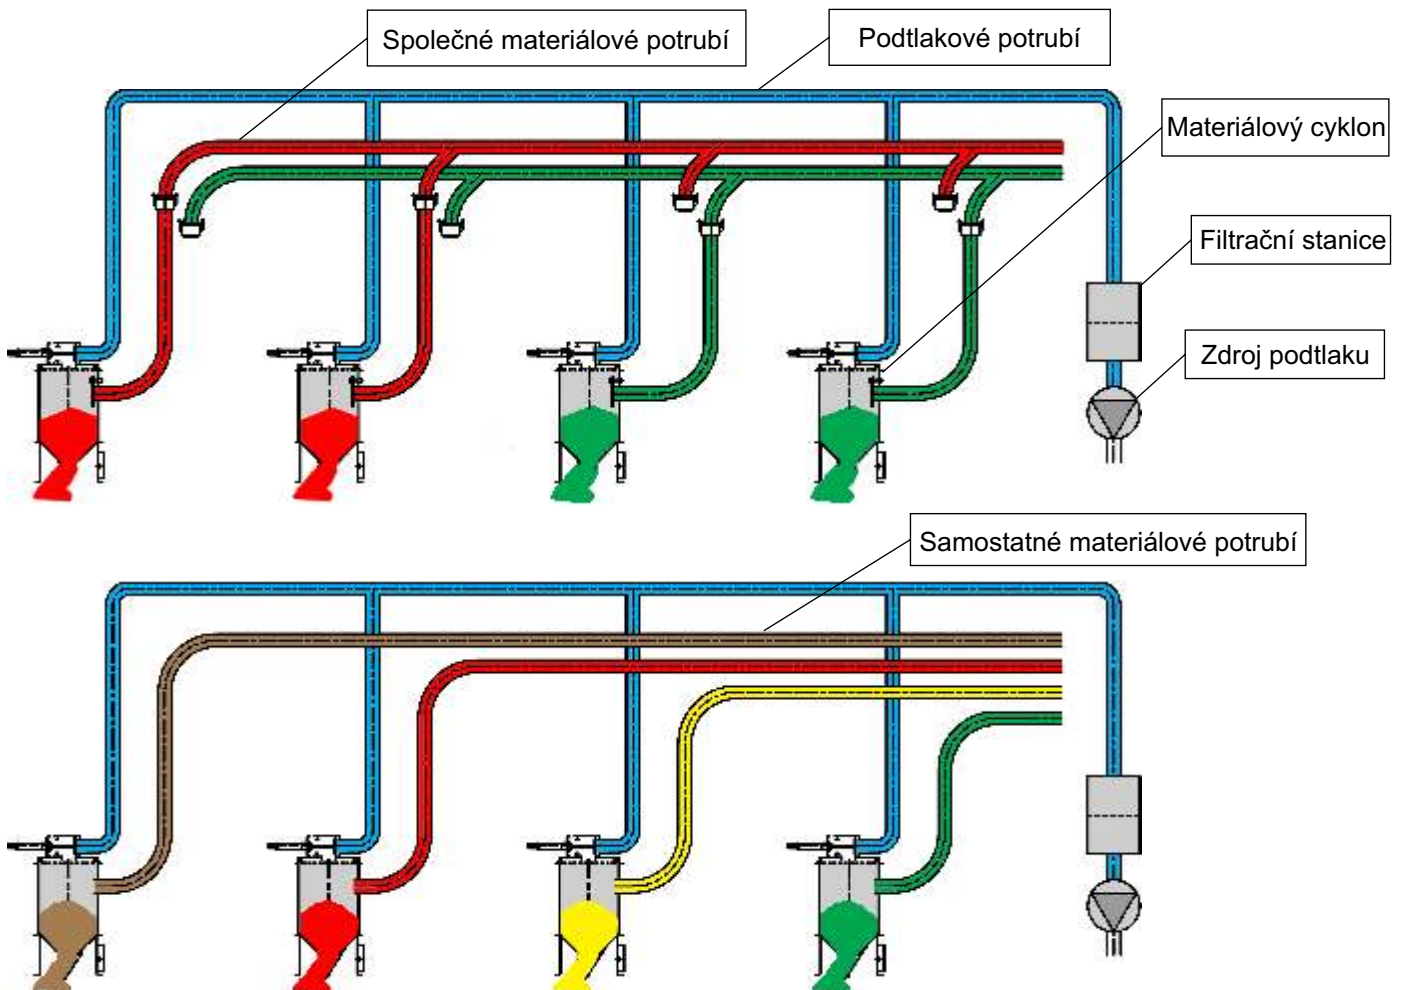 Společné materiálové potrubí
Podtlakové potrubí
Materiálový cyklon
Filtrační stanice
Zdroj podtlaku
Samostatné materiálové potrubí